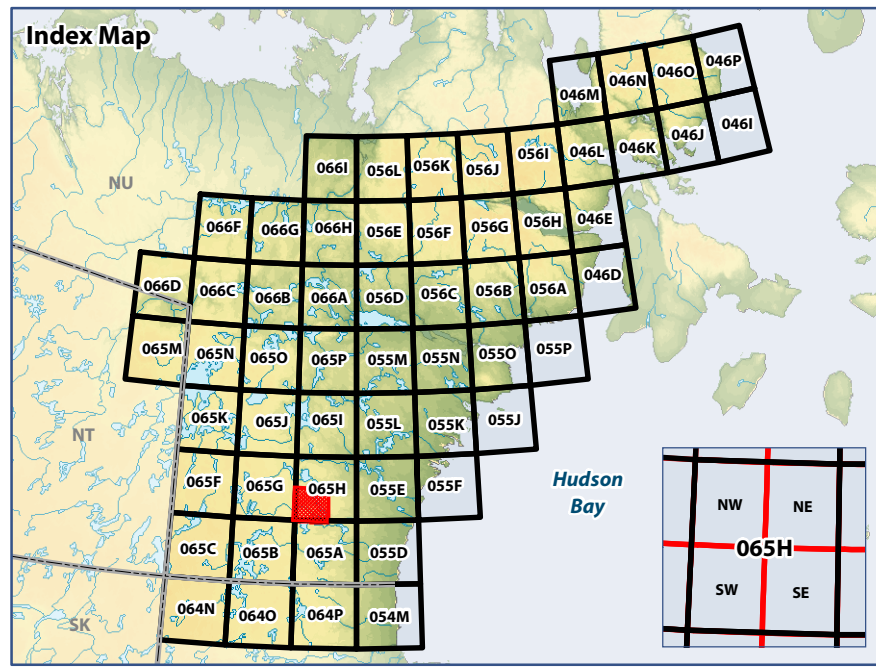 Index Map
046M 046N 046O 046P
046L 046K 046J 046I
066I 056L 056K 056J 056I
NU
066F 066G 066H 056E 056F 056G 056H 046E
066D 066C 066B 066A 056D 056C 056B 056A 046D
065M 065N 065O 065P 055M 055N 055O 055P
NT
065K 065J 065I 055L 055K 055J
065F 065G 065H 055E 055F
Hudson
Bay
065C 065B 065A 055D
SK
064N 064O 064P 054M
NW NE
065H
SW SE